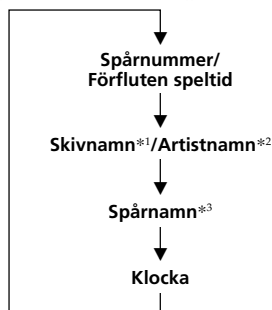 Spårnummer/
Förfluten speltid
Skivnamn*1/Artistnamn*2
Spårnamn*3
Klocka